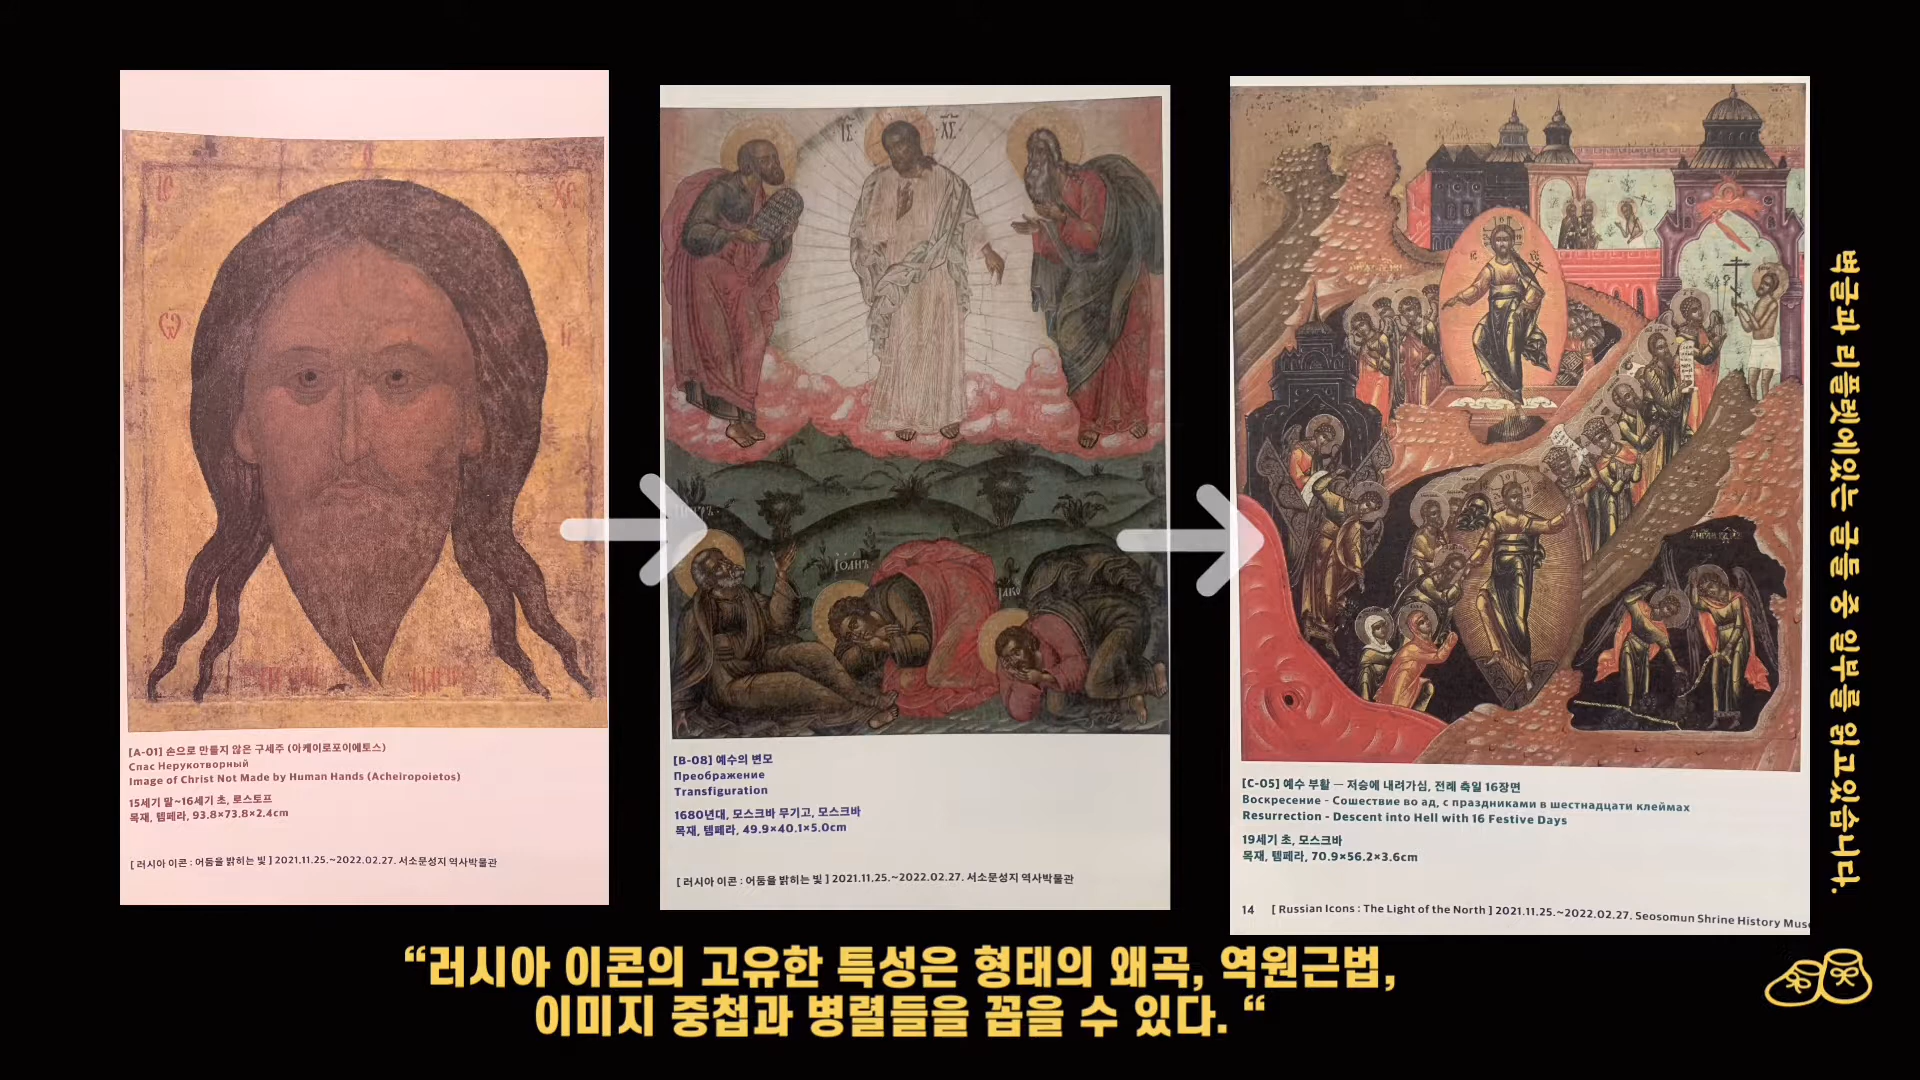 IC
XC
[A-01] 손으로 만들지 않은 구세주 (아케이로포이에토스)
Спас Нерукотворный
Image of Christ Not Made by Human Hands (Acheiropoietos)
15세기 말~16세기 초, 로스토프
목재, 템페라, 93.8×73.8×2.4cm
[ 러시아 이콘 : 어둠을 밝히는 빛 ] 2021.11.25.~2022.02.27. 서소문성지 역사박물관
[B-08] 예수의 변모
Преображение
Transfiguration
1680년대, 모스크바 무기고, 모스크바
목재, 템페라, 49.9×40.1×5.0cm
[ 러시아 이콘 : 어둠을 밝히는 빛 ] 2021.11.25.~2022.02.27. 서소문성지 역사박물관
[C-05] 예수 부활 — 저승에 내려가심, 전례 축일 16장면
Воскресение - Сошествие во ад, с праздниками в шестнадцати клеймах
Resurrection - Descent into Hell with 16 Festive Days
19세기 초, 모스크바
목재, 템페라, 70.9×56.2×3.6cm
14 [ Russian Icons : The Light of the North ] 2021.11.25.~2022.02.27. Seosomun Shrine History Muse
벽글과 리플렛에있는 글들 중 일부를 읽고있습니다.
“러시아 이콘의 고유한 특성은 형태의 왜곡, 역원근법,
이미지 중첩과 병렬들을 꼽을 수 있다. “